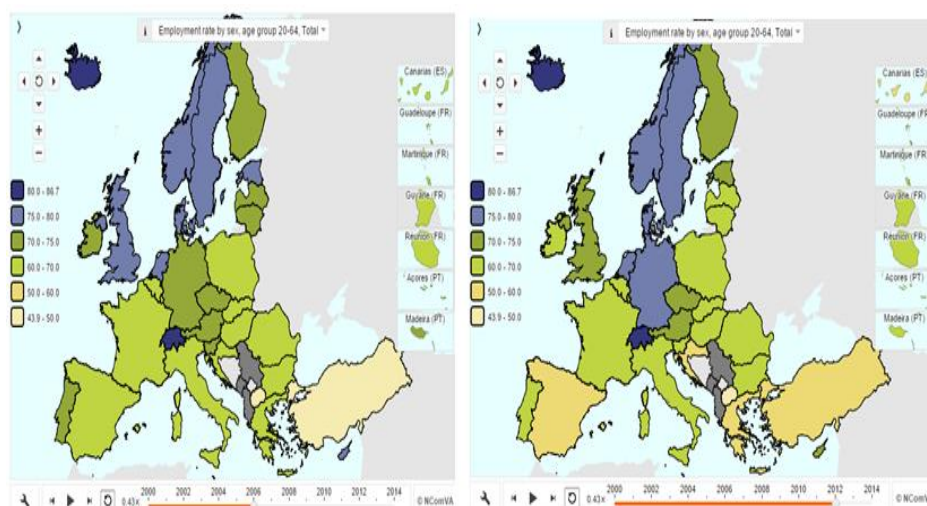 Employment rate by sex, age group 20-64, Total
Canarias (ES)
Guadeloupe (FR)
Martinique (FR)
Guyane (FR)
Réunion (FR)
Açores (PT)
Madeira (PT)
80.0 - 86.7
75.0 - 80.0
70.0 - 75.0
60.0 - 70.0
50.0 - 60.0
43.9 - 50.0
0.43x
2000 2002 2004 2006 2008 2010 2012 2014
© NComVA
Employment rate by sex, age group 20-64, Total
Canarias (ES)
Guadeloupe (FR)
Martinique (FR)
Guyane (FR)
Réunion (FR)
Açores (PT)
Madeira (PT)
80.0 - 86.7
75.0 - 80.0
70.0 - 75.0
60.0 - 70.0
50.0 - 60.0
43.9 - 50.0
0.43x
2000 2002 2004 2006 2008 2010 2012 2014
© NComVA